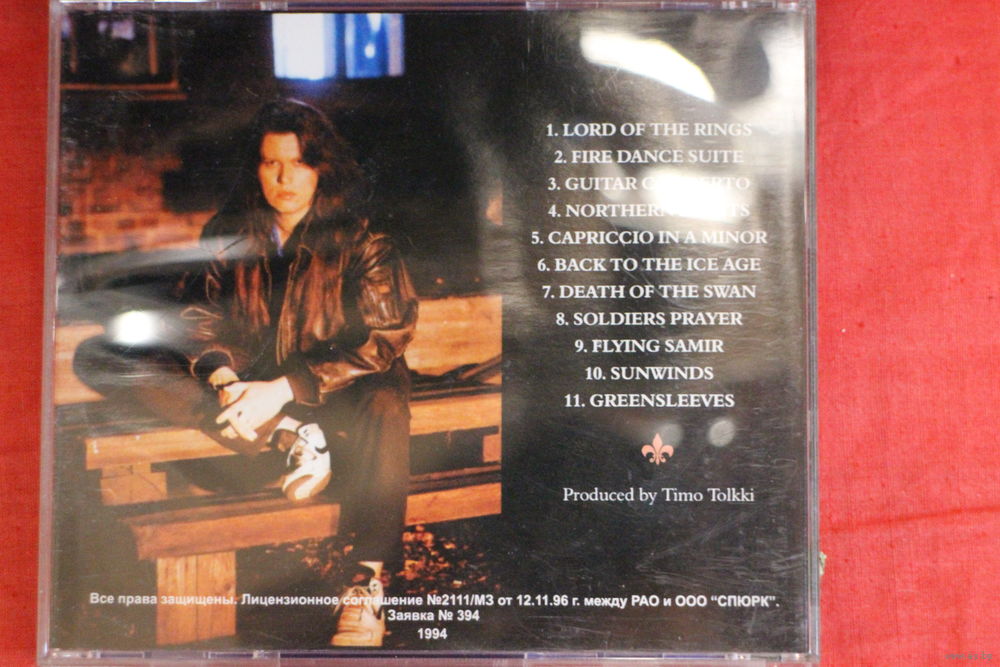 1. LORD OF THE RINGS
2. FIRE DANCE SUITE
3. GUITAR
4. NORTHERN
5. CAPRICCIO IN A MINOR
6. BACK TO THE ICE AGE
7. DEATH OF THE SWAN
8. SOLDIERS PRAYER
9. FLYING SAMIR
10. SUNWINDS
11. GREENSLEEVES
Produced by Timo Tolkki
Все права защищены. Лицензионное соглашение №2111/МЗ от 12.11.96 г. между РАО и ООО “СПЮРК”.
Заявка № 394
1994